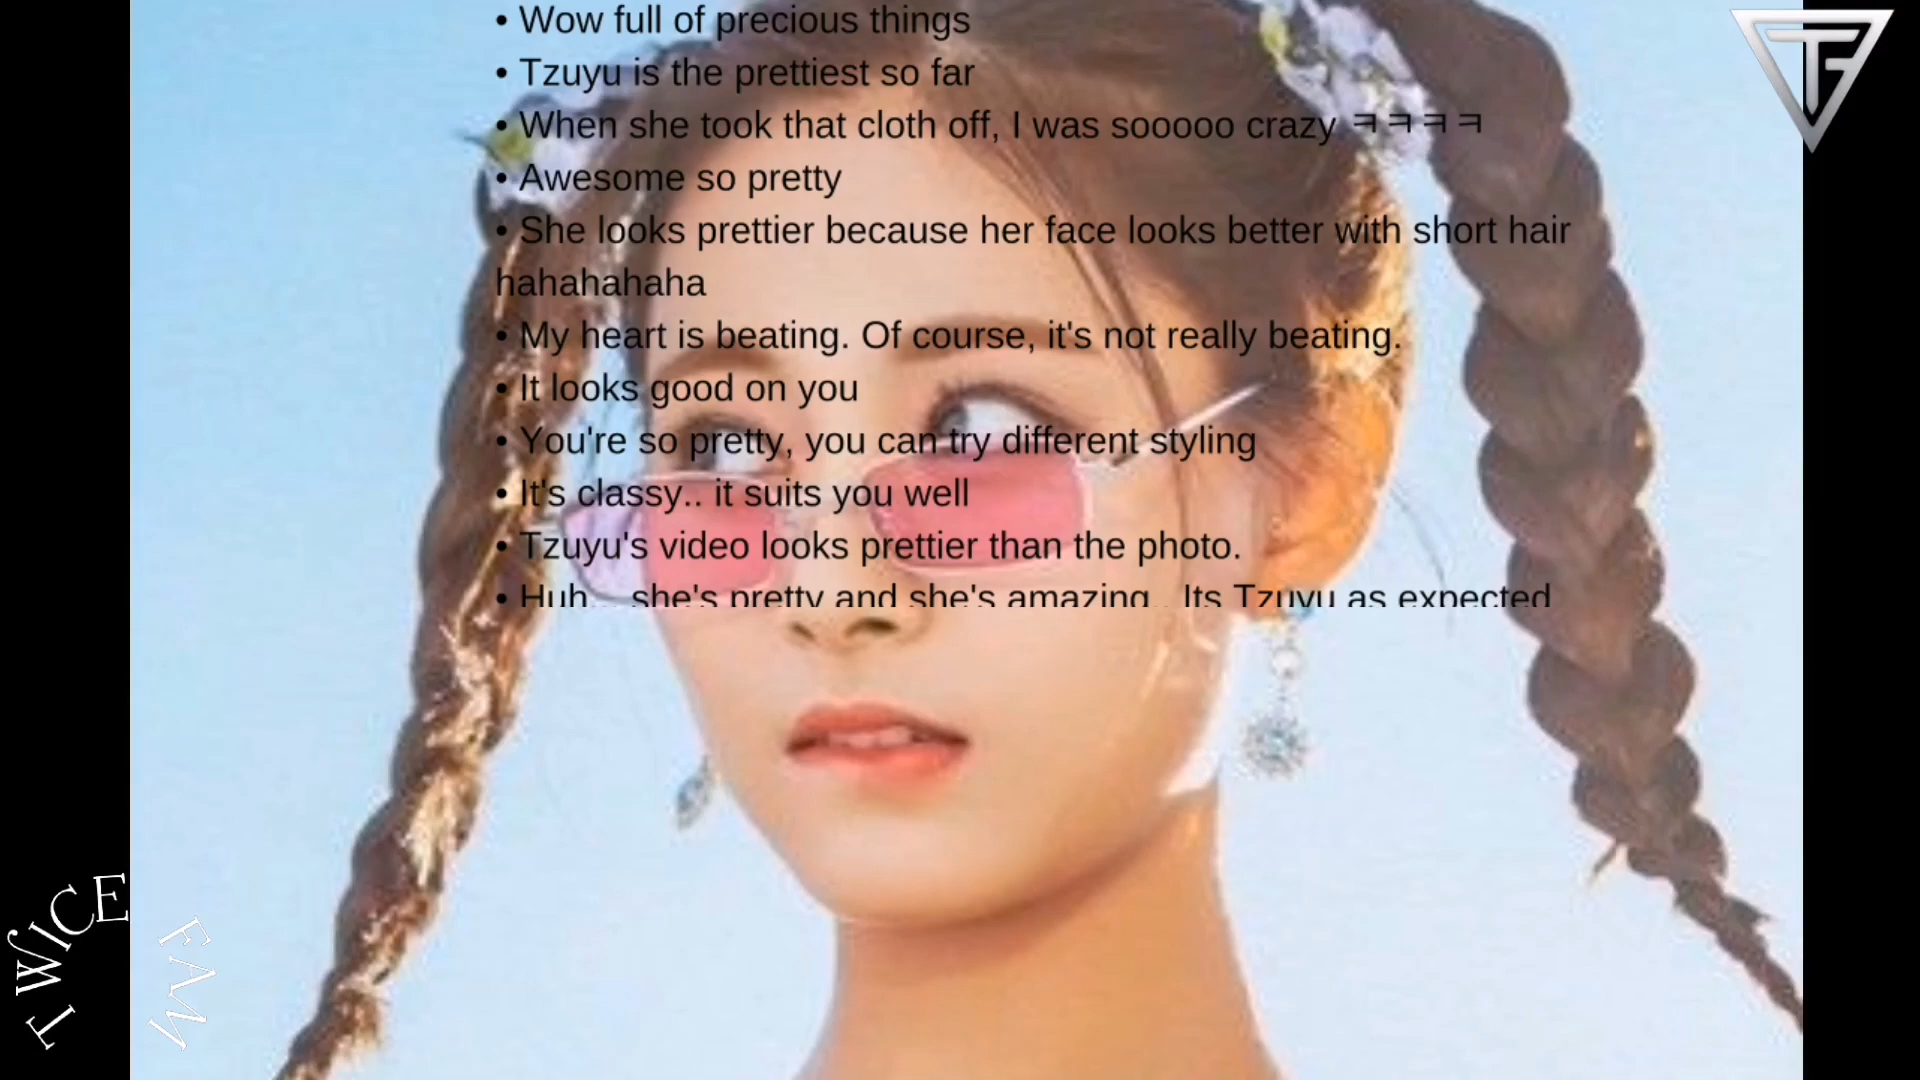 • Wow full of precious things
• Tzuyu is the prettiest so far
• When she took that cloth off, I was sooooo crazy ㅋㅋㅋㅋ
• Awesome so pretty
• She looks prettier because her face looks better with short hair
hahahahaha
• My heart is beating. Of course, it's not really beating.
• It looks good on you
• You're so pretty, you can try different styling
• It's classy.. it suits you well
• Tzuyu's video looks prettier than the photo.
• Huh... she's pretty and she's amazing.. Its Tzuyu as expected
TF
TWICE
FAM